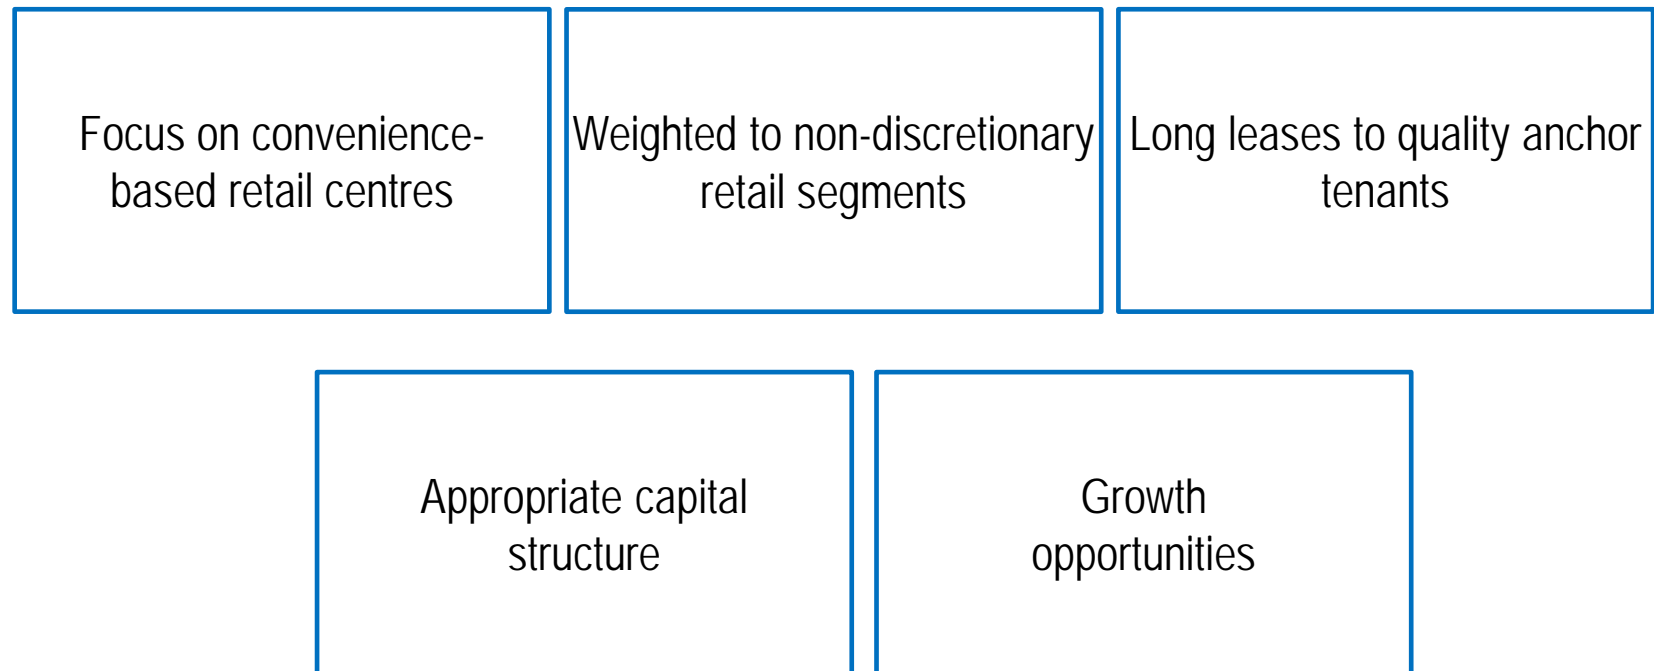 Focus on convenience-
based retail centres
Weighted to non-discretionary
retail segments
Long leases to quality anchor
tenants
Appropriate capital
structure
Growth
opportunities